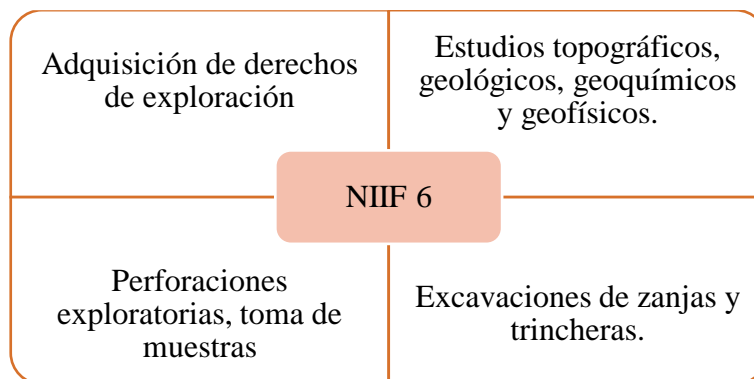 Adquisición de derechos
de exploración
Estudios topográficos,
geológicos, geoquímicos
y geofísicos.
NIIF 6
Perforaciones
exploratorias, toma de
muestras
Excavaciones de zanjas y
trincheras.